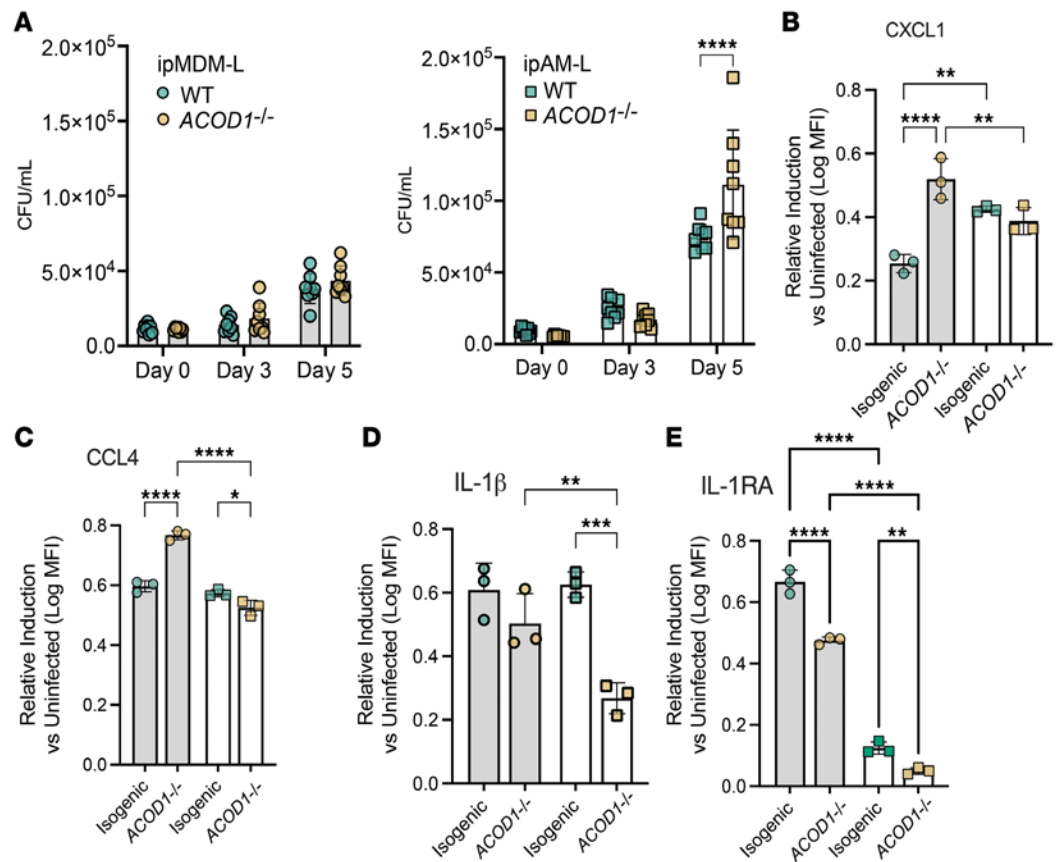 A
ipMDM-L
WT
ACOD1-/-
CFU/mL
2.0×10⁵
1.5×10⁵
1.0×10⁵
5.0×10⁴
0.0
Day 0 Day 3 Day 5
ipAM-L
WT
ACOD1-/-
****
CFU/mL
2.0×10⁵
1.5×10⁵
1.0×10⁵
5.0×10⁴
0.0
Day 0 Day 3 Day 5
B
CXCL1
**
**** **
Relative Induction
vs Uninfected (Log MFI)
0.8
0.6
0.4
0.2
0.0
Isogenic ACOD1-/- Isogenic ACOD1-/-
C
CCL4
****
**** *
Relative Induction
vs Uninfected (Log MFI)
0.8
0.6
0.4
0.2
0.0
Isogenic ACOD1-/- Isogenic ACOD1-/-
D
IL-1β
**
***
Relative Induction
vs Uninfected (Log MFI)
0.8
0.6
0.4
0.2
0.0
Isogenic ACOD1-/- Isogenic ACOD1-/-
E
IL-1RA
****
****
**** **
Relative Induction
vs Uninfected (Log MFI)
0.8
0.6
0.4
0.2
0.0
Isogenic ACOD1-/- Isogenic ACOD1-/-